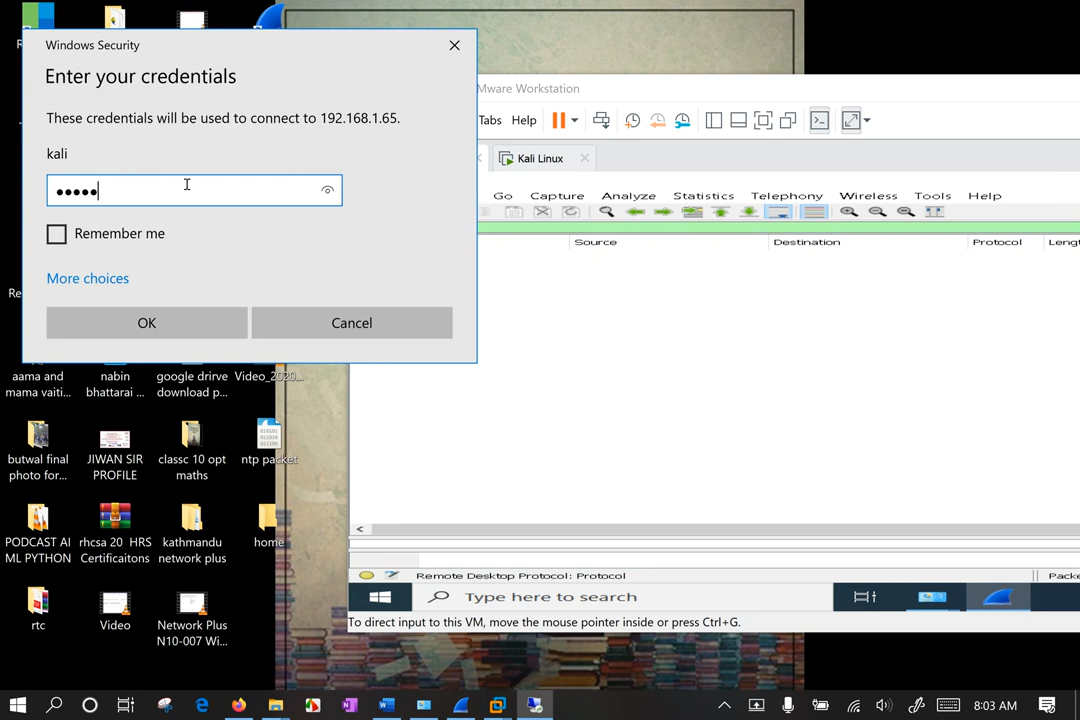 Windows Security
Enter your credentials
These credentials will be used to connect to 192.168.1.65.
kali
●●●●●
Remember me
More choices
OK
Cancel
Mware Workstation
Tabs Help
Kali Linux
Go Capture Analyze Statistics Telephony Wireless Tools Help
Source Destination Protocol Lengt
Re
aama and
mama vaiti...
nabin
bhattarai ...
google drirve
download p...
Video_2020...
butwal final
photo for...
JIWAN SIR
PROFILE
classc 10 opt
maths
ntp packet
PODCAST AI
ML PYTHON
rhcsa 20 HRS
Certificaitons
kathmandu
network plus
home
rtc
Video
Network Plus
N10-007 Wi...
Remote Desktop Protocol: Protocol
Packe
Type here to search
To direct input to this VM, move the mouse pointer inside or press Ctrl+G.
8:03 AM